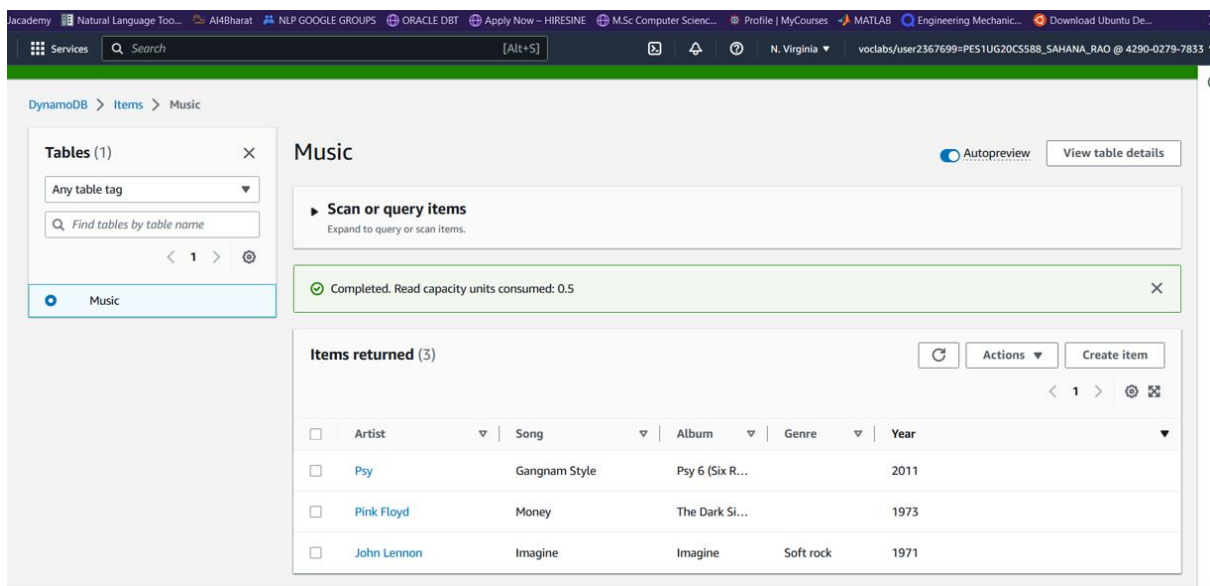 Jacademy Natural Language Too... AI4Bharat NLP GOOGLE GROUPS ORACLE DBT Apply Now – HIRESINE M.Sc Computer Scienc... Profile | MyCourses MATLAB Engineering Mechanic... Download Ubuntu De...
Services Search [Alt+S] N. Virginia voclabs/user2367699=PES1UG20CS588_SAHANA_RAO @ 4290-0279-7833
DynamoDB > Items > Music
Tables (1)
Any table tag
Find tables by table name
1
Music
Music
Autopreview View table details
Scan or query items
Expand to query or scan items.
Completed. Read capacity units consumed: 0.5
Items returned (3)
Actions Create item
1
Artist Song Album Genre Year
Psy Gangnam Style Psy 6 (Six R... 2011
Pink Floyd Money The Dark Si... 1973
John Lennon Imagine Imagine Soft rock 1971